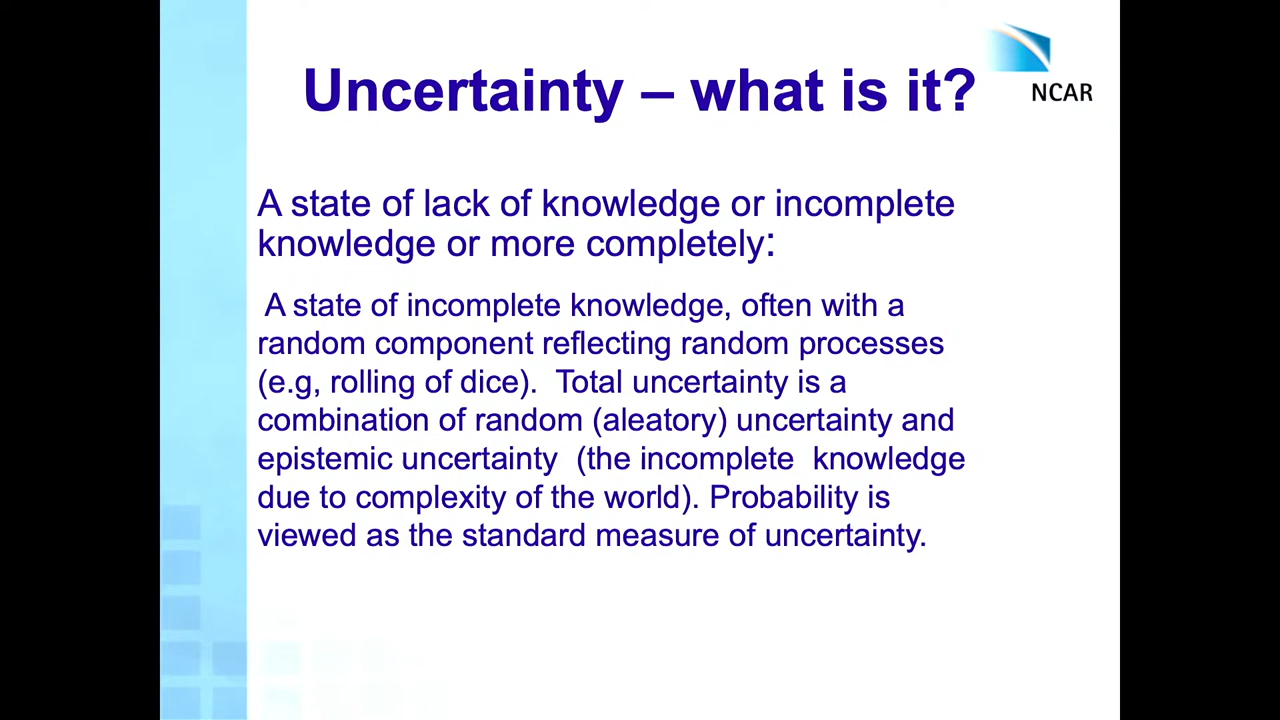 Uncertainty – what is it?
NCAR
A state of lack of knowledge or incomplete
knowledge or more completely:
A state of incomplete knowledge, often with a
random component reflecting random processes
(e.g, rolling of dice).  Total uncertainty is a
combination of random (aleatory) uncertainty and
epistemic uncertainty  (the incomplete  knowledge
due to complexity of the world). Probability is
viewed as the standard measure of uncertainty.